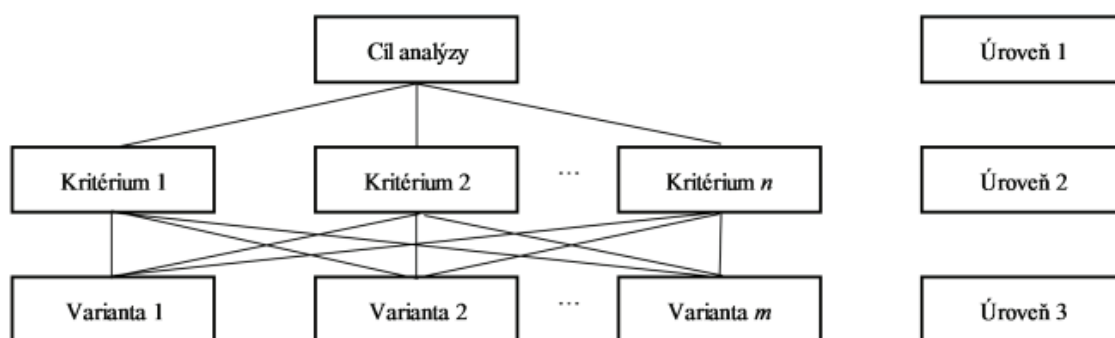 Cíl analýzy Úroveň 1
Kritérium 1 Kritérium 2 ... Kritérium n Úroveň 2
Varianta 1 Varianta 2 ... Varianta m Úroveň 3